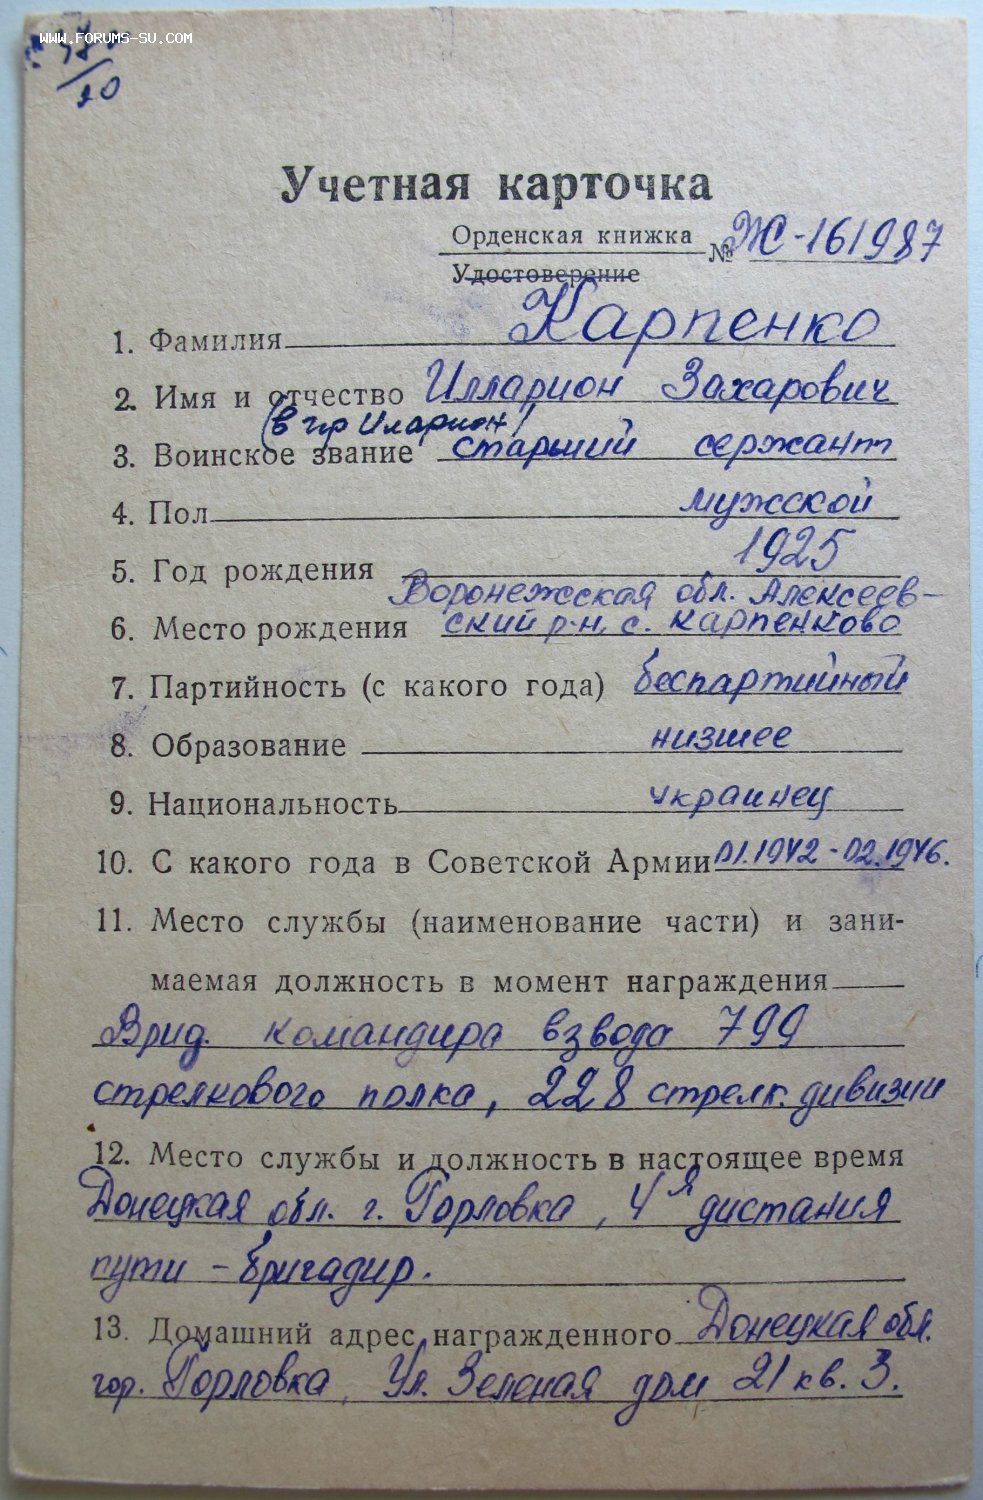 www.FORUMS-SU.COM
20
Учетная карточка
Орденская книжка
Удостоверение
№ Ж-161987
1. Фамилия Карпенко
2. Имя и отчество Илларион Захарович
(в гр Иларион)
3. Воинское звание старший сержант
4. Пол мужской
5. Год рождения 1925
Воронежская обл. Алексеев-
6. Место рождения ский р-н, с. Карпенково
7. Партийность (с какого года) беспартийный
8. Образование низшее
9. Национальность украинец
10. С какого года в Советской Армии 01.1942-02.1946.
11. Место службы (наименование части) и зани-
маемая должность в момент награждения
Врид. командира взвода 799
стрелкового полка, 228 стрелк. дивизии
12. Место службы и должность в настоящее время
Донецкая обл. г. Горловка, 4я дистания
пути - бригадир.
13. Домашний адрес награжденного Донецкая обл.
гор. Горловка, Ул. Зеленая дом 21 кв. 3.